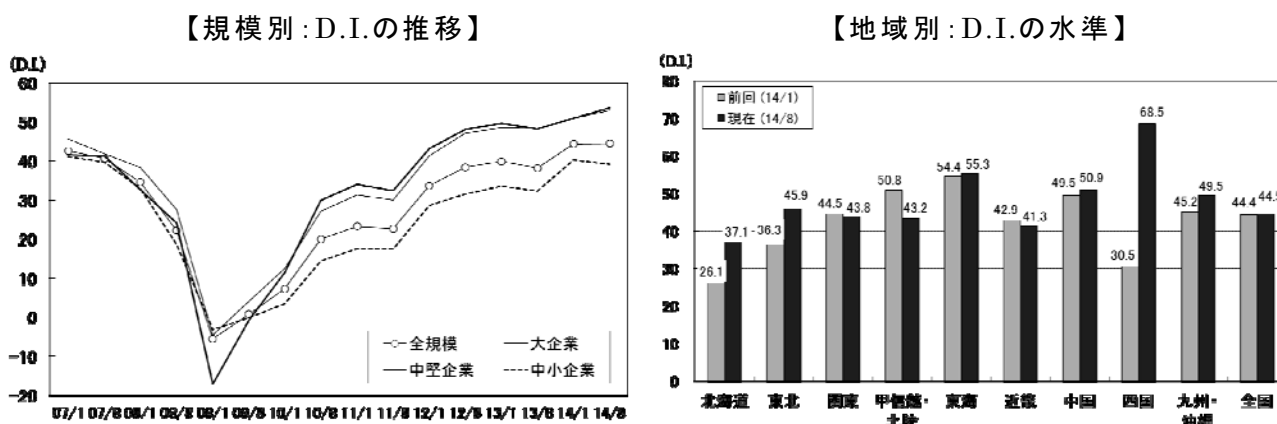 【規模別:D.I.の推移】
(D.I.)
60
50
40
30
20
10
0
−10
−20
全規模
大企業
中堅企業
中小企業
07/1 07/8 08/1 08/8 09/1 09/8 10/1 10/8 11/1 11/8 12/1 12/8 13/1 13/8 14/1 14/8
【地域別:D.I.の水準】
(D.I.)
80
70
60
50
40
30
20
10
0
前回(14/1)
現在(14/8)
26.1 37.1
36.3 45.9
44.5 43.8
50.8 43.2
54.4 55.3
42.9 41.3
49.5 50.9
30.5 68.5
45.2 49.5
44.4 44.5
北海道 東北 関東 甲信越・ 東海 近畿 中国 四国 九州・ 全国
北陸 沖縄